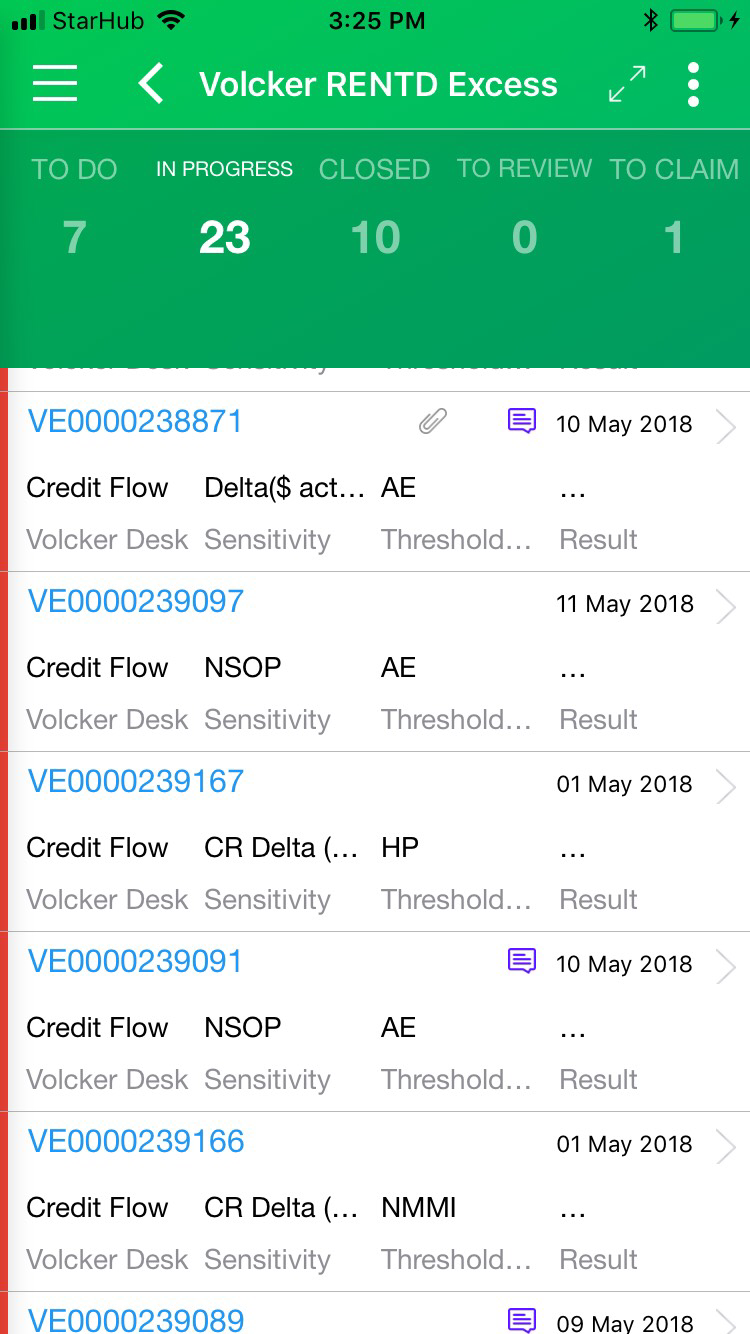 StarHub 3:25 PM
Volcker RENTD Excess
TO DO IN PROGRESS CLOSED TO REVIEW TO CLAIM
7 23 10 0 1
VE0000238871 10 May 2018
Credit Flow Delta($ act... AE ...
Volcker Desk Sensitivity Threshold... Result
VE0000239097 11 May 2018
Credit Flow NSOP AE ...
Volcker Desk Sensitivity Threshold... Result
VE0000239167 01 May 2018
Credit Flow CR Delta (... HP ...
Volcker Desk Sensitivity Threshold... Result
VE0000239091 10 May 2018
Credit Flow NSOP AE ...
Volcker Desk Sensitivity Threshold... Result
VE0000239166 01 May 2018
Credit Flow CR Delta (... NMMI ...
Volcker Desk Sensitivity Threshold... Result
VE0000239089 09 May 2018